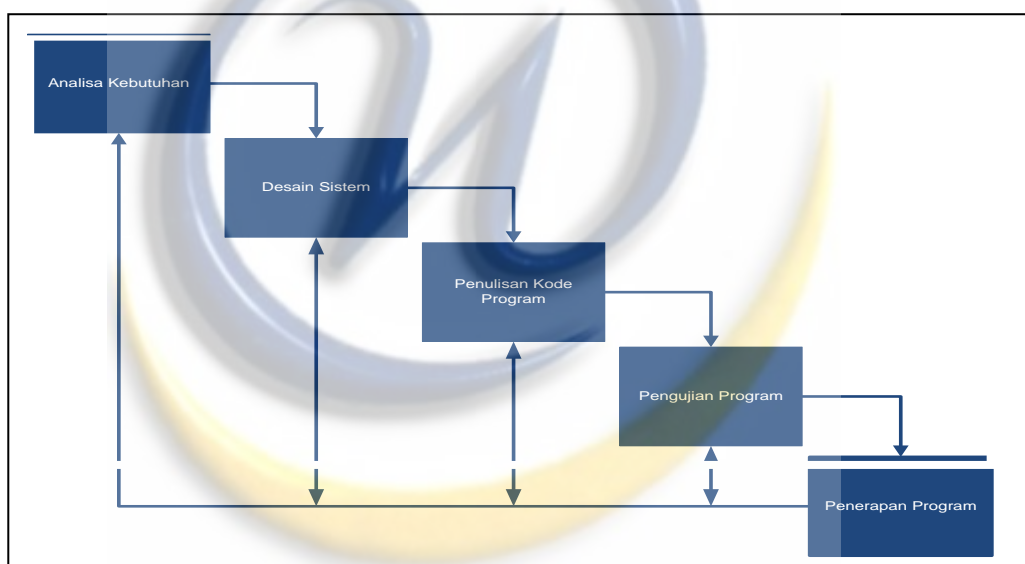 Analisa Kebutuhan
Desain Sistem
Penulisan Kode
Program
Pengujian Program
Penerapan Program